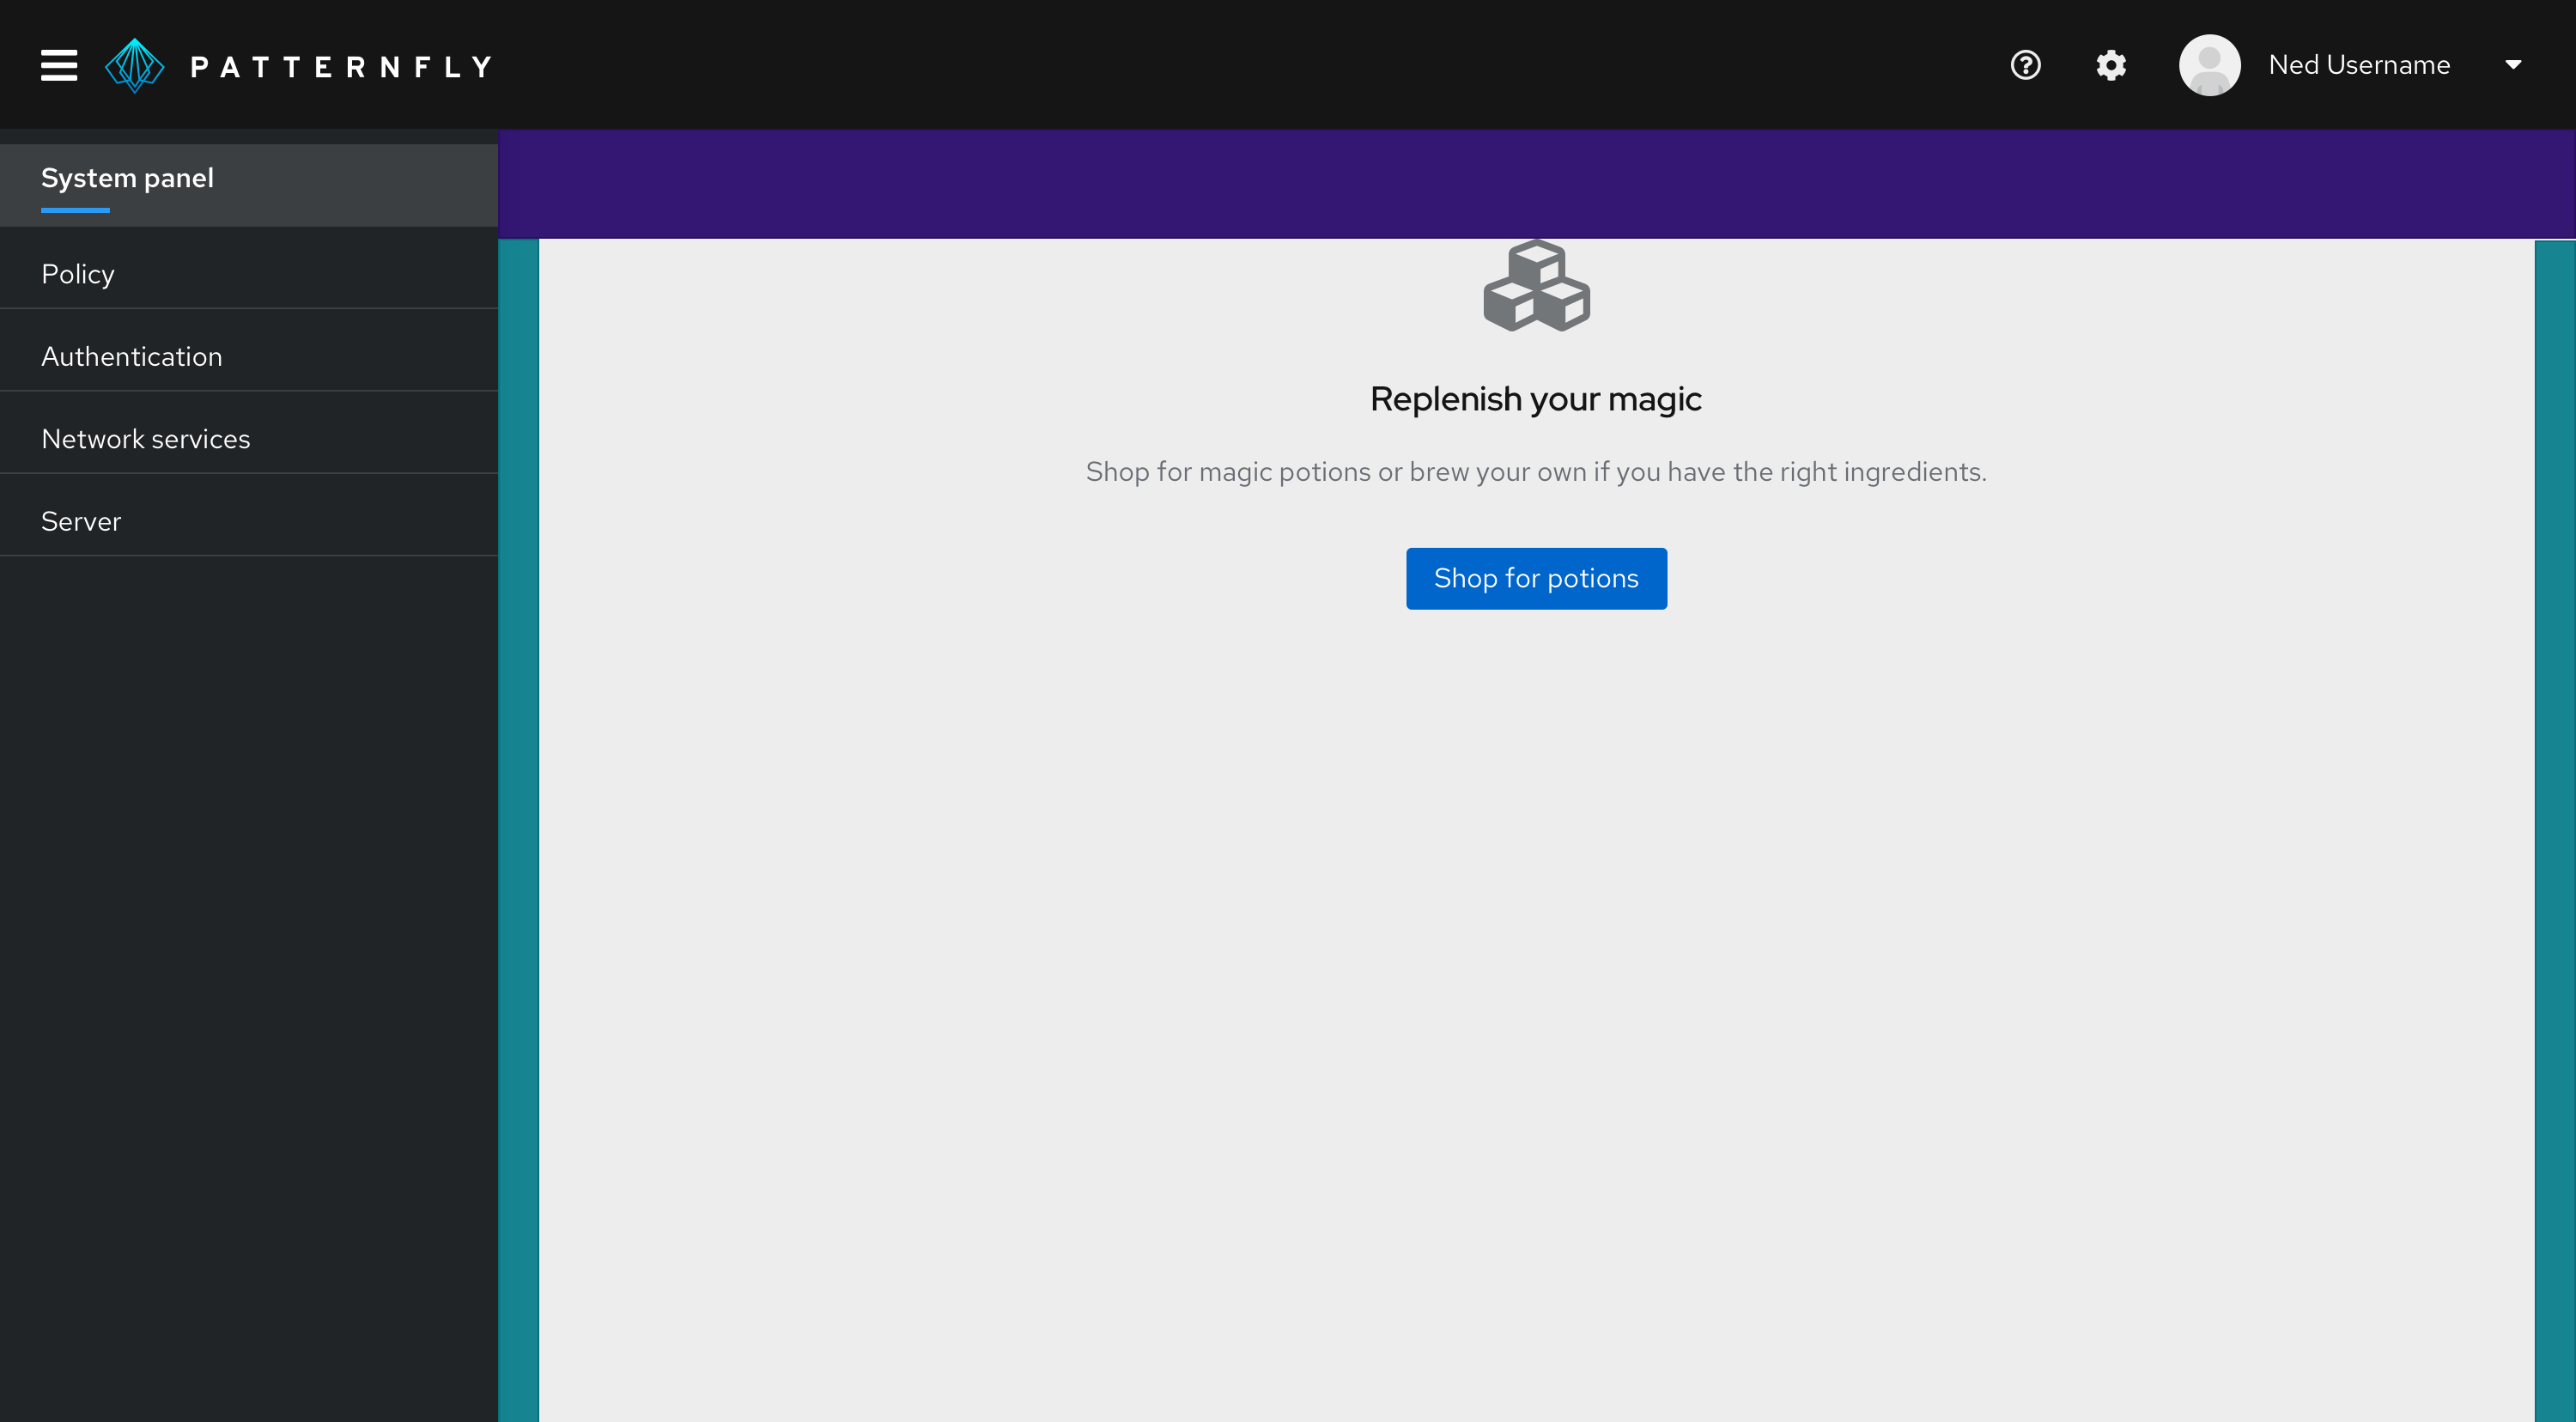 PATTERNFLY
Ned Username
System panel
Policy
Authentication
Network services
Server
Replenish your magic
Shop for magic potions or brew your own if you have the right ingredients.
Shop for potions